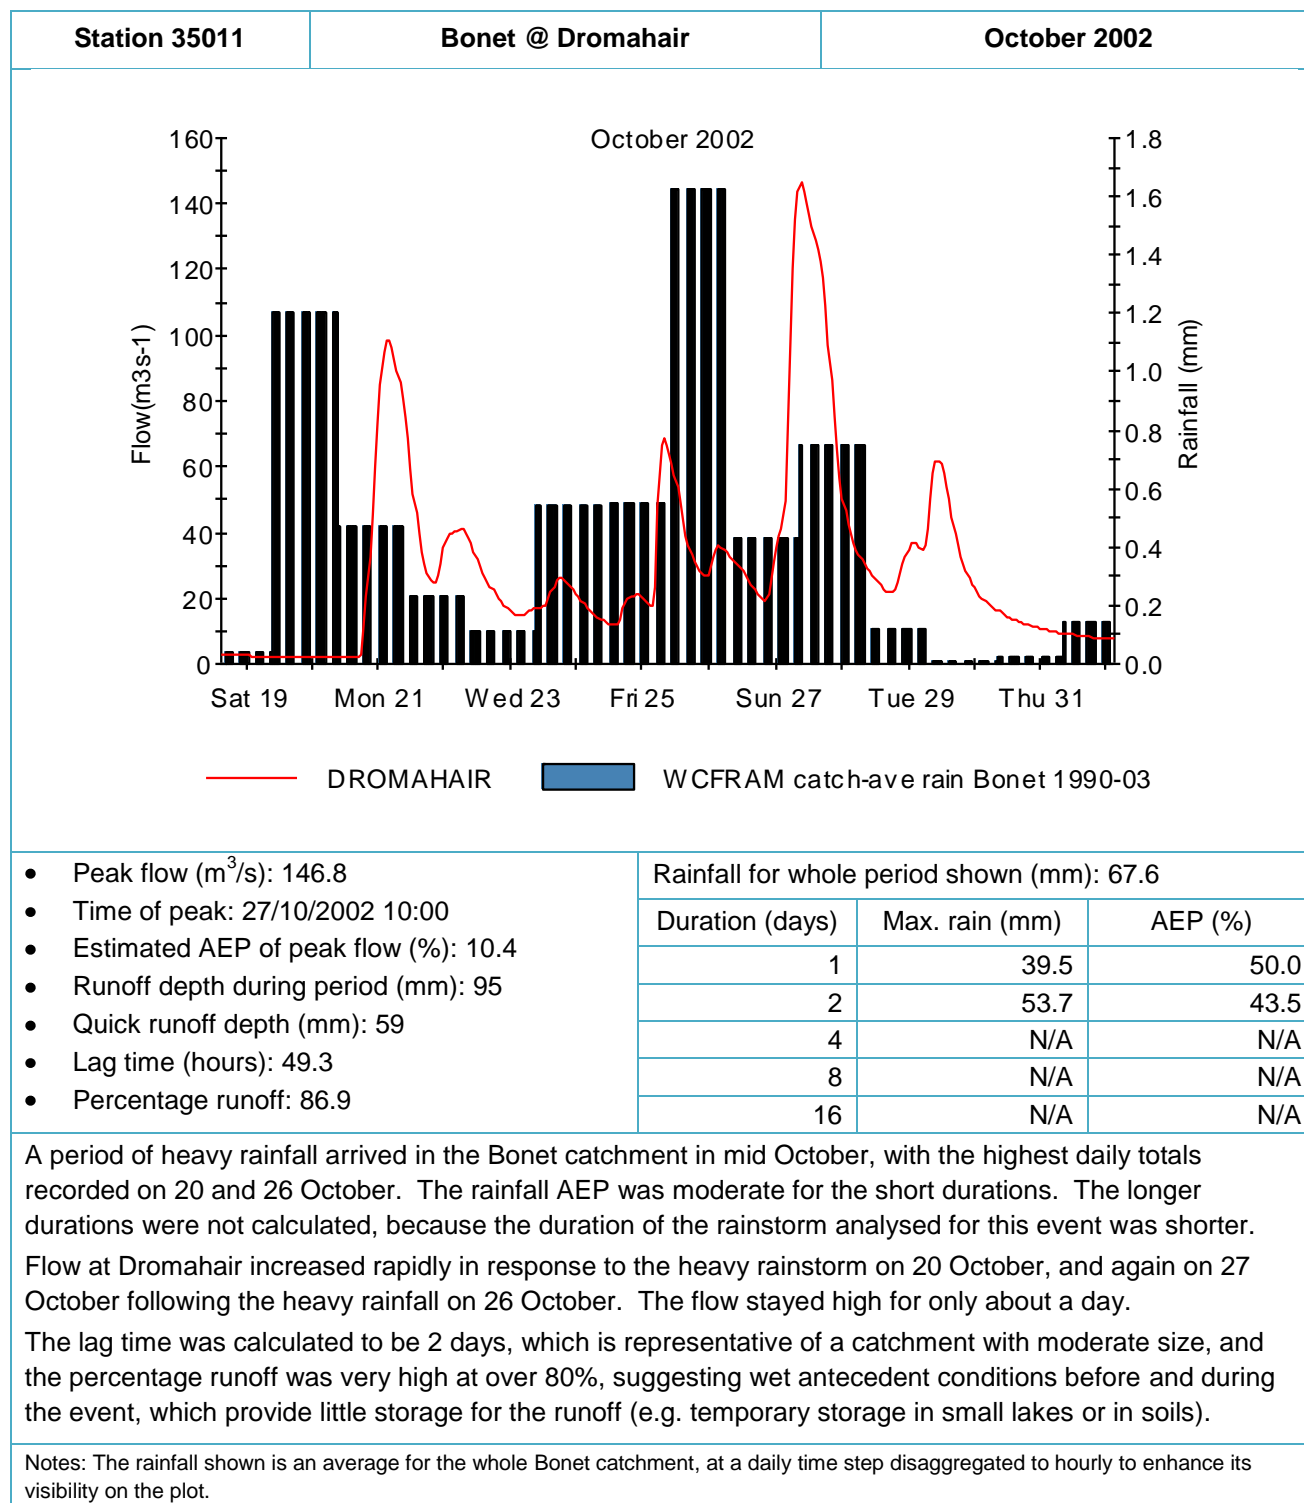 Station 35011
Bonet @ Dromahair
October 2002
October 2002
Flow(m3s-1)
160
140
120
100
80
60
40
20
0
1.8
1.6
1.4
1.2
1.0
0.8
0.6
0.4
0.2
0.0
Rainfall (mm)
Sat 19 Mon 21 Wed 23 Fri 25 Sun 27 Tue 29 Thu 31
DROMAHAIR WCFRAM catch-ave rain Bonet 1990-03
• Peak flow (m³/s): 146.8
• Time of peak: 27/10/2002 10:00
• Estimated AEP of peak flow (%): 10.4
• Runoff depth during period (mm): 95
• Quick runoff depth (mm): 59
• Lag time (hours): 49.3
• Percentage runoff: 86.9
Rainfall for whole period shown (mm): 67.6
Duration (days) Max. rain (mm) AEP (%)
1 39.5 50.0
2 53.7 43.5
4 N/A N/A
8 N/A N/A
16 N/A N/A
A period of heavy rainfall arrived in the Bonet catchment in mid October, with the highest daily totals
recorded on 20 and 26 October. The rainfall AEP was moderate for the short durations. The longer
durations were not calculated, because the duration of the rainstorm analysed for this event was shorter.
Flow at Dromahair increased rapidly in response to the heavy rainstorm on 20 October, and again on 27
October following the heavy rainfall on 26 October. The flow stayed high for only about a day.
The lag time was calculated to be 2 days, which is representative of a catchment with moderate size, and
the percentage runoff was very high at over 80%, suggesting wet antecedent conditions before and during
the event, which provide little storage for the runoff (e.g. temporary storage in small lakes or in soils).
Notes: The rainfall shown is an average for the whole Bonet catchment, at a daily time step disaggregated to hourly to enhance its
visibility on the plot.